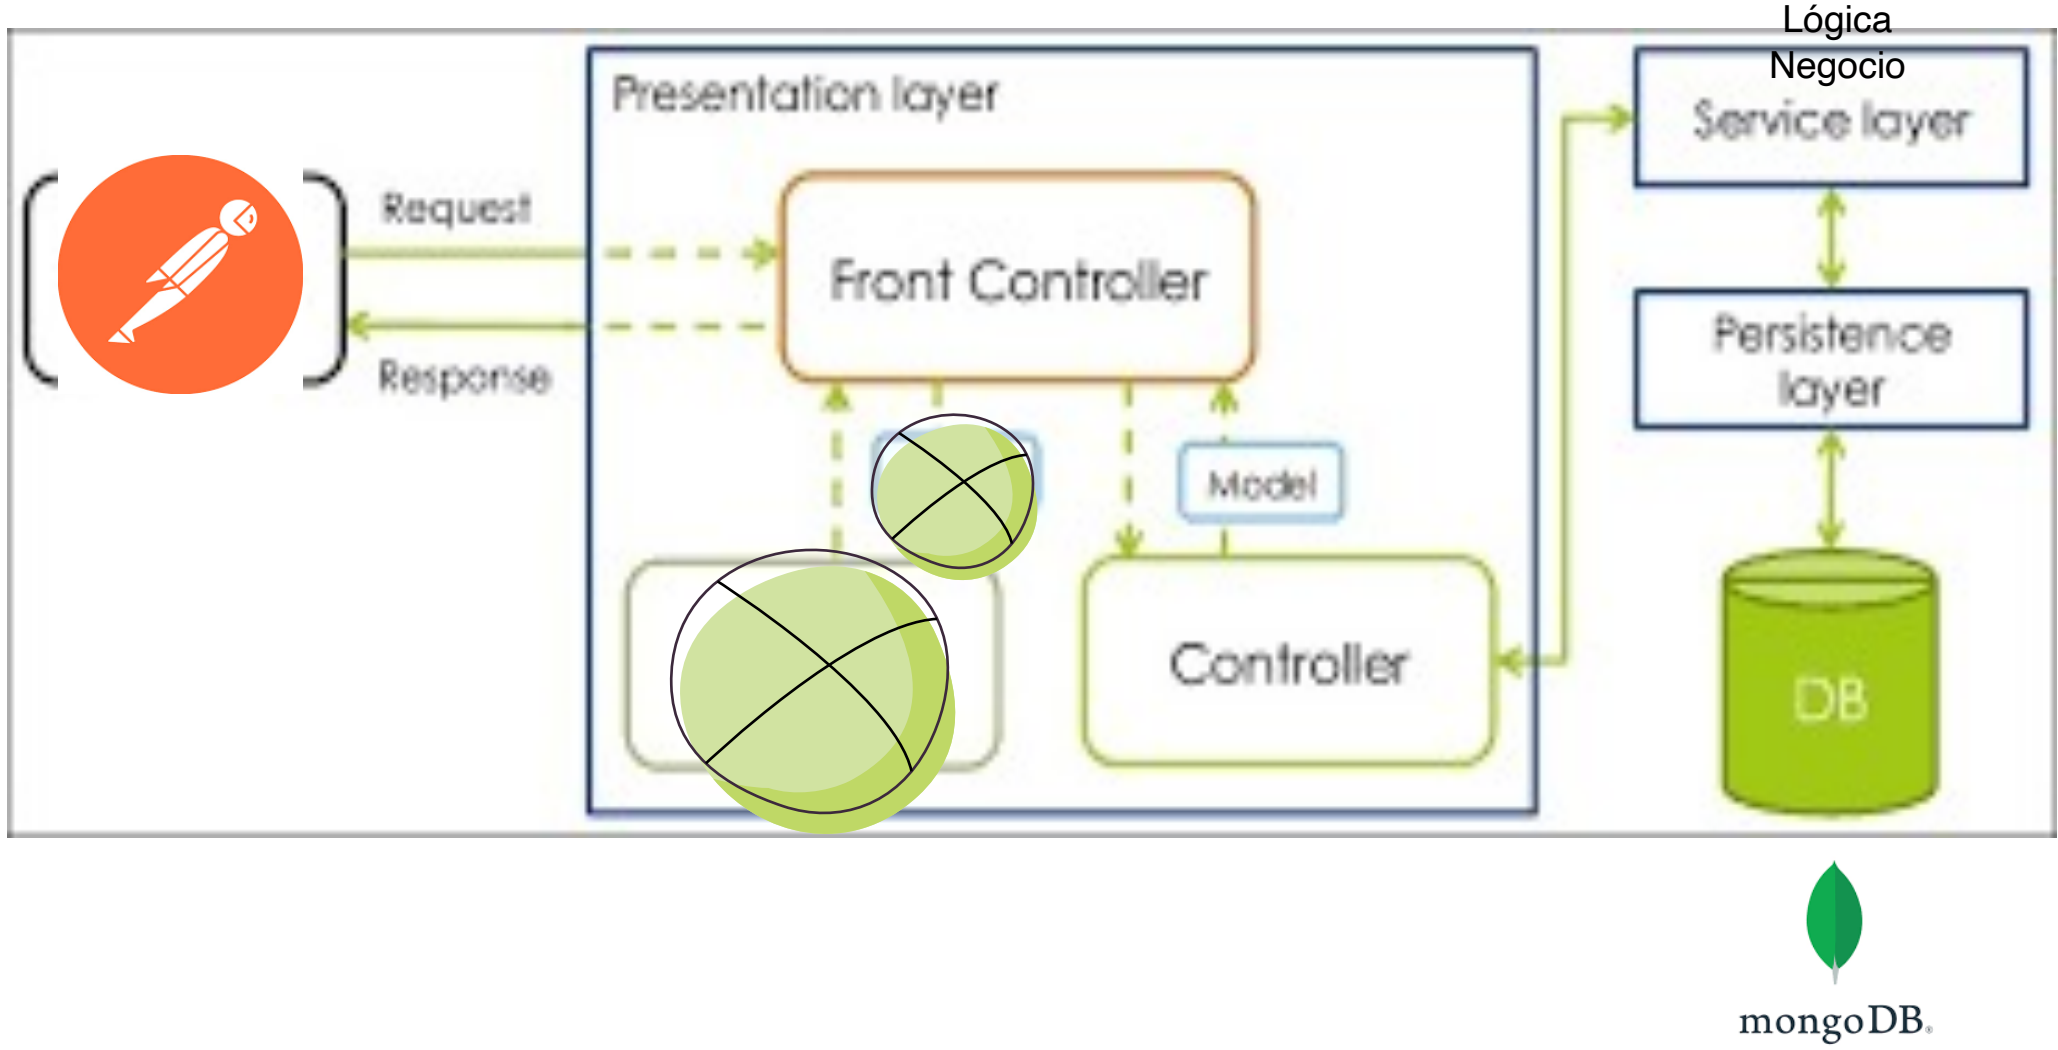 Lógica
Negocio
Presentation layer
Service layer
Request
Front Controller
Persistence
layer
Response
Model
Controller
DB
mongoDB®